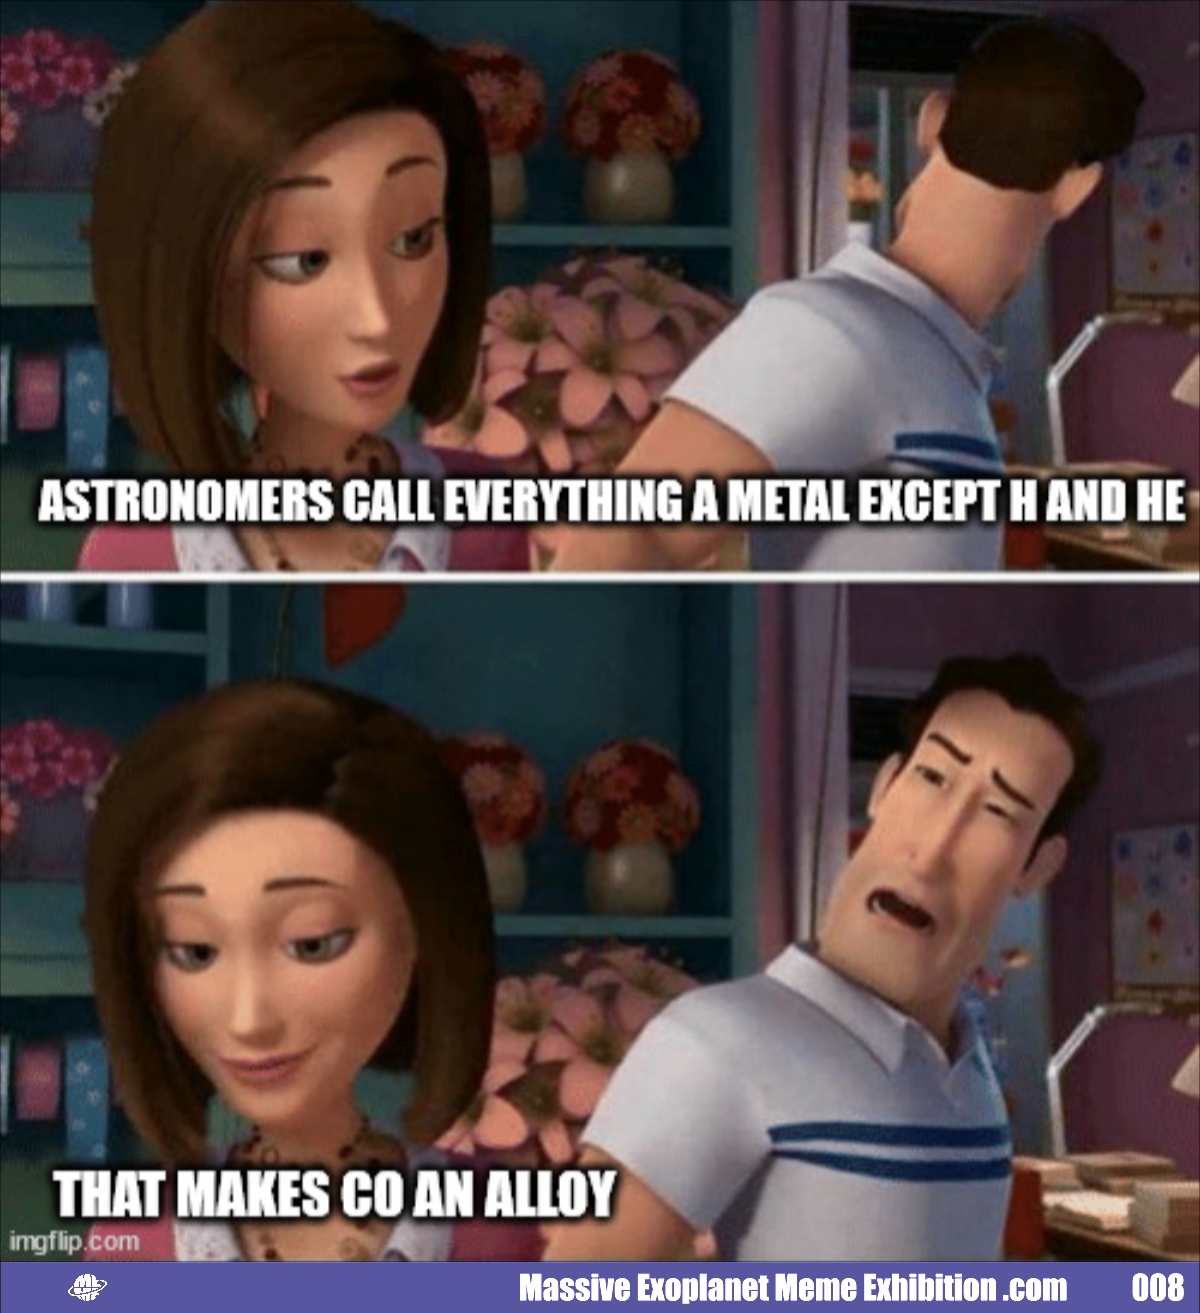 ASTRONOMERS CALL EVERYTHING A METAL EXCEPT H AND HE
THAT MAKES CO AN ALLOY
imgflip.com
Massive Exoplanet Meme Exhibition .com 008